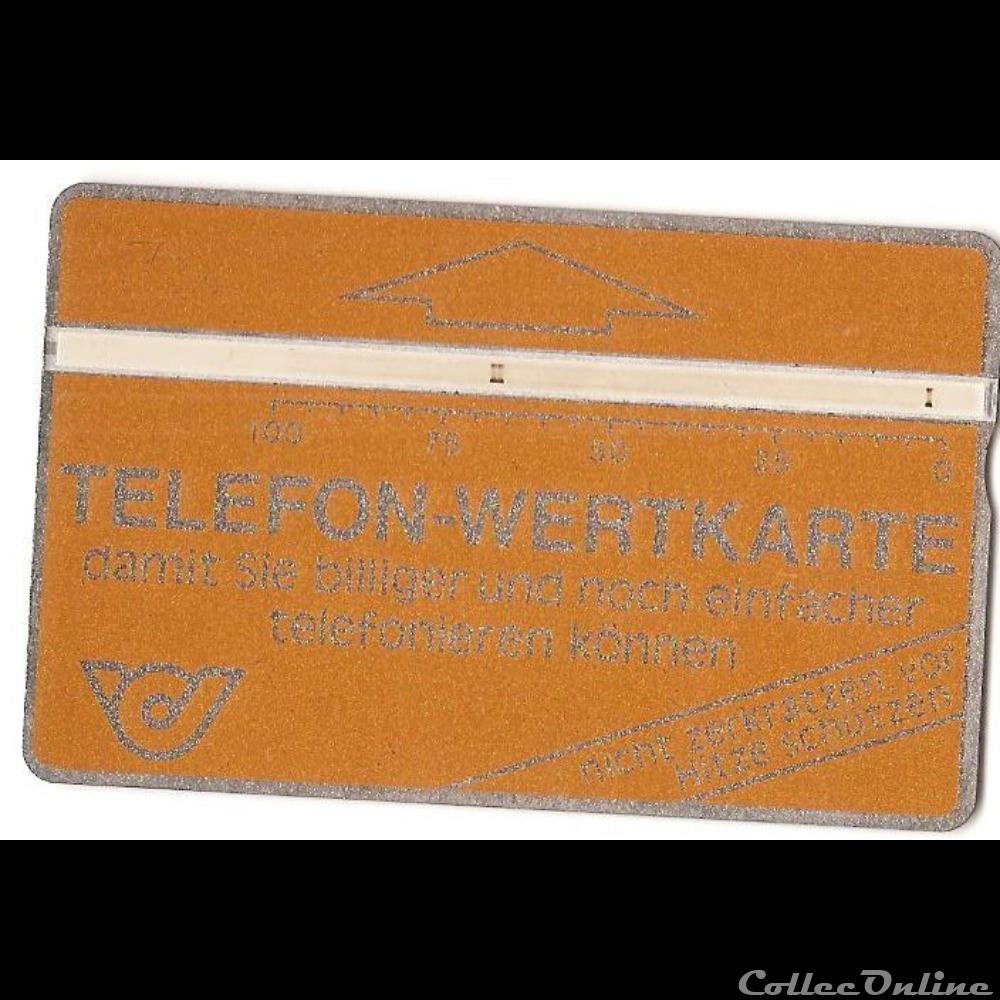 100 75 50 25 0
TELEFON-WERTKARTE
damit Sie billiger und noch einfacher
telefonieren können
nicht zerkratzen, vor
Hitze schützen
CollecOnline